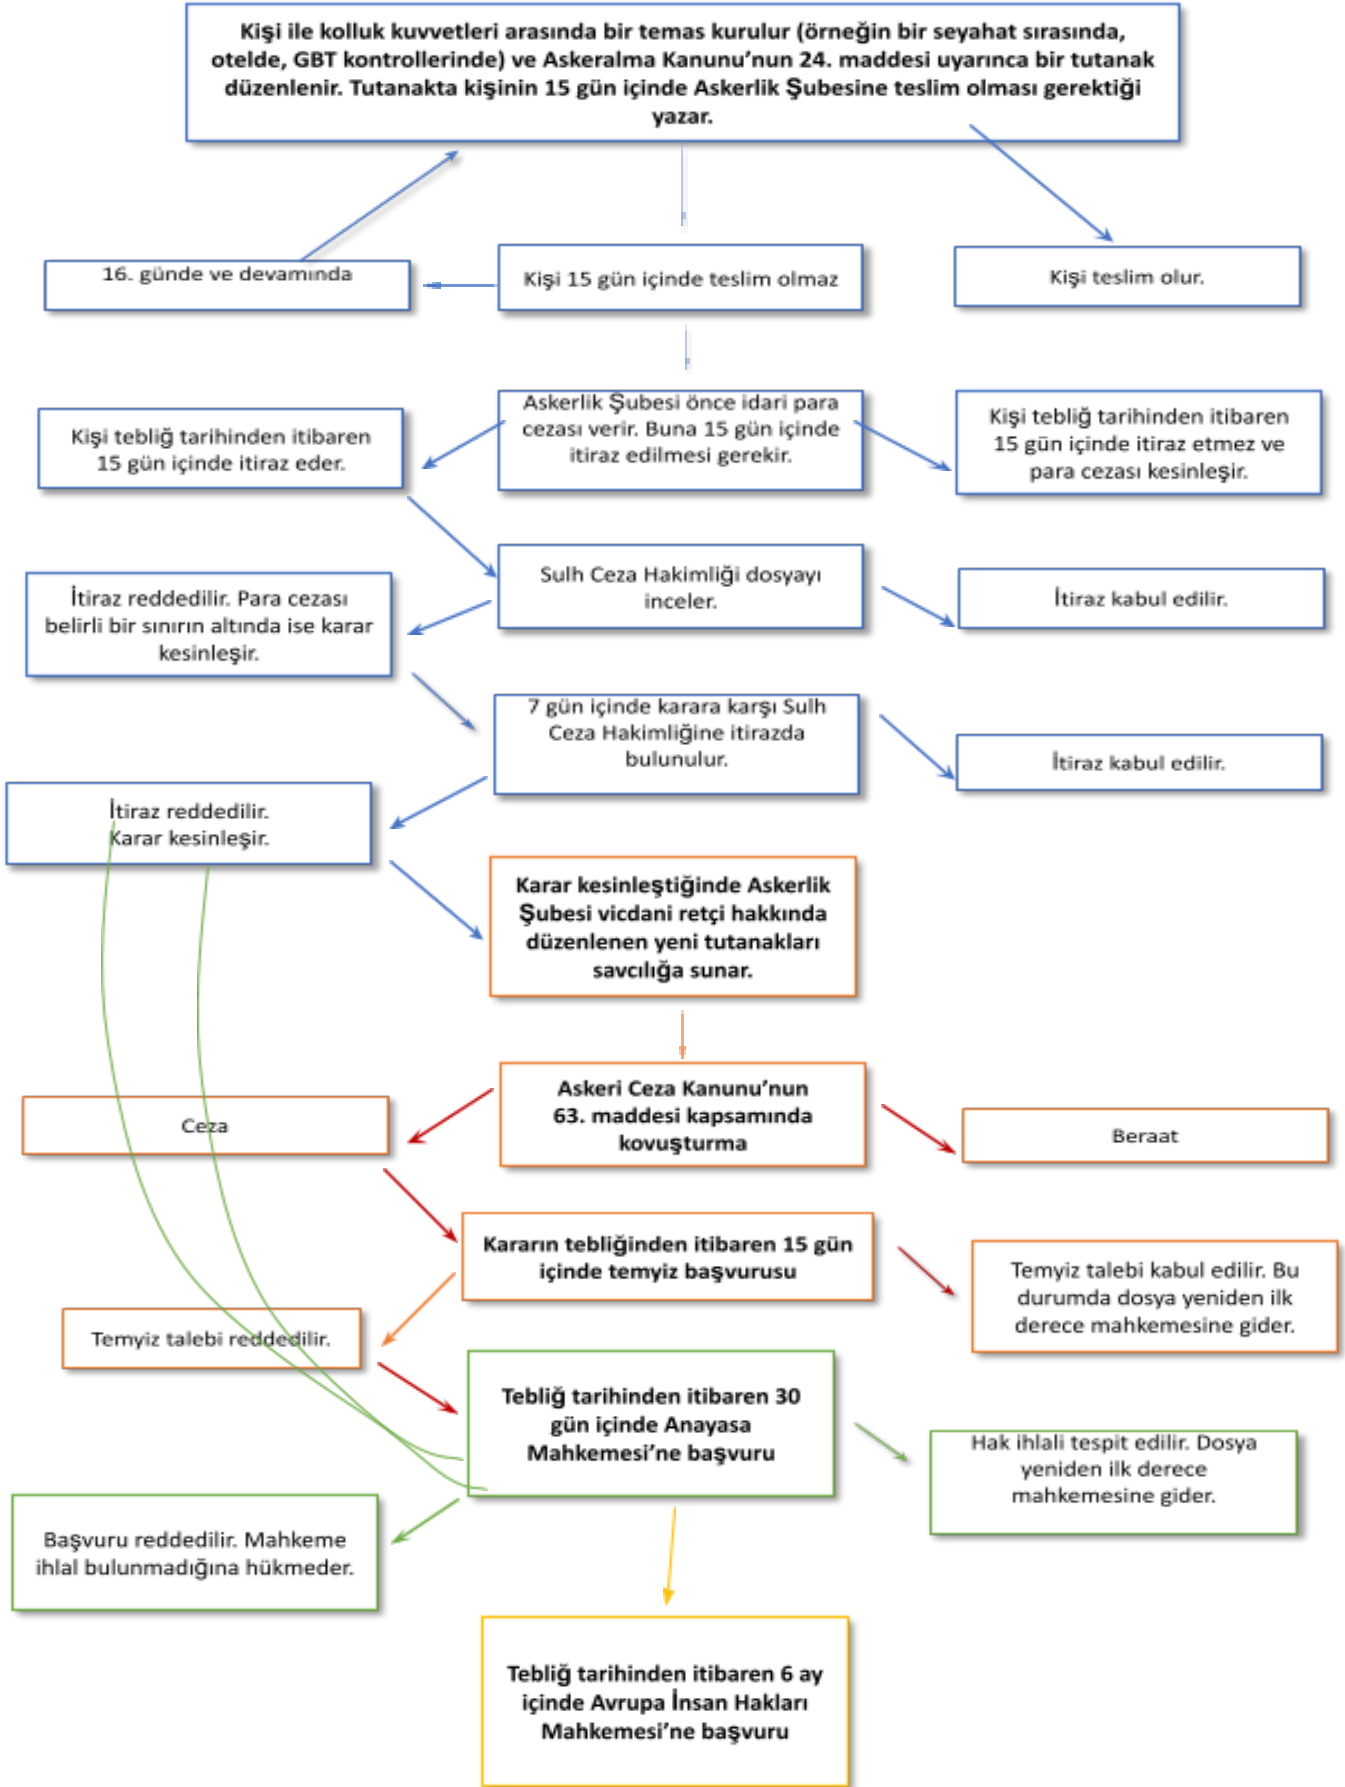 Kişi ile kolluk kuvvetleri arasında bir temas kurulur (örneğin bir seyahat sırasında,
otelde, GBT kontrollerinde) ve Askeralma Kanunu’nun 24. maddesi uyarınca bir tutanak
düzenlenir. Tutanakta kişinin 15 gün içinde Askerlik Şubesine teslim olması gerektiği
yazar.
16. günde ve devamında
Kişi 15 gün içinde teslim olmaz
Kişi teslim olur.
Kişi tebliğ tarihinden itibaren
15 gün içinde itiraz eder.
Askerlik Şubesi önce idari para
cezası verir. Buna 15 gün içinde
itiraz edilmesi gerekir.
Kişi tebliğ tarihinden itibaren
15 gün içinde itiraz etmez ve
para cezası kesinleşir.
Sulh Ceza Hakimliği dosyayı
inceler.
İtiraz kabul edilir.
İtiraz reddedilir. Para cezası
belirli bir sınırın altında ise karar
kesinleşir.
7 gün içinde karara karşı Sulh
Ceza Hakimliğine itirazda
bulunulur.
İtiraz kabul edilir.
İtiraz reddedilir.
Karar kesinleşir.
Karar kesinleştiğinde Askerlik
Şubesi vicdani retçi hakkında
düzenlenen yeni tutanakları
savcılığa sunar.
Askeri Ceza Kanunu’nun
63. maddesi kapsamında
kovuşturma
Ceza
Beraat
Kararın tebliğinden itibaren 15 gün
içinde temyiz başvurusu
Temyiz talebi kabul edilir. Bu
durumda dosya yeniden ilk
derece mahkemesine gider.
Temyiz talebi reddedilir.
Tebliğ tarihinden itibaren 30
gün içinde Anayasa
Mahkemesi’ne başvuru
Hak ihlali tespit edilir. Dosya
yeniden ilk derece
mahkemesine gider.
Başvuru reddedilir. Mahkeme
ihlal bulunmadığına hükmeder.
Tebliğ tarihinden itibaren 6 ay
içinde Avrupa İnsan Hakları
Mahkemesi’ne başvuru